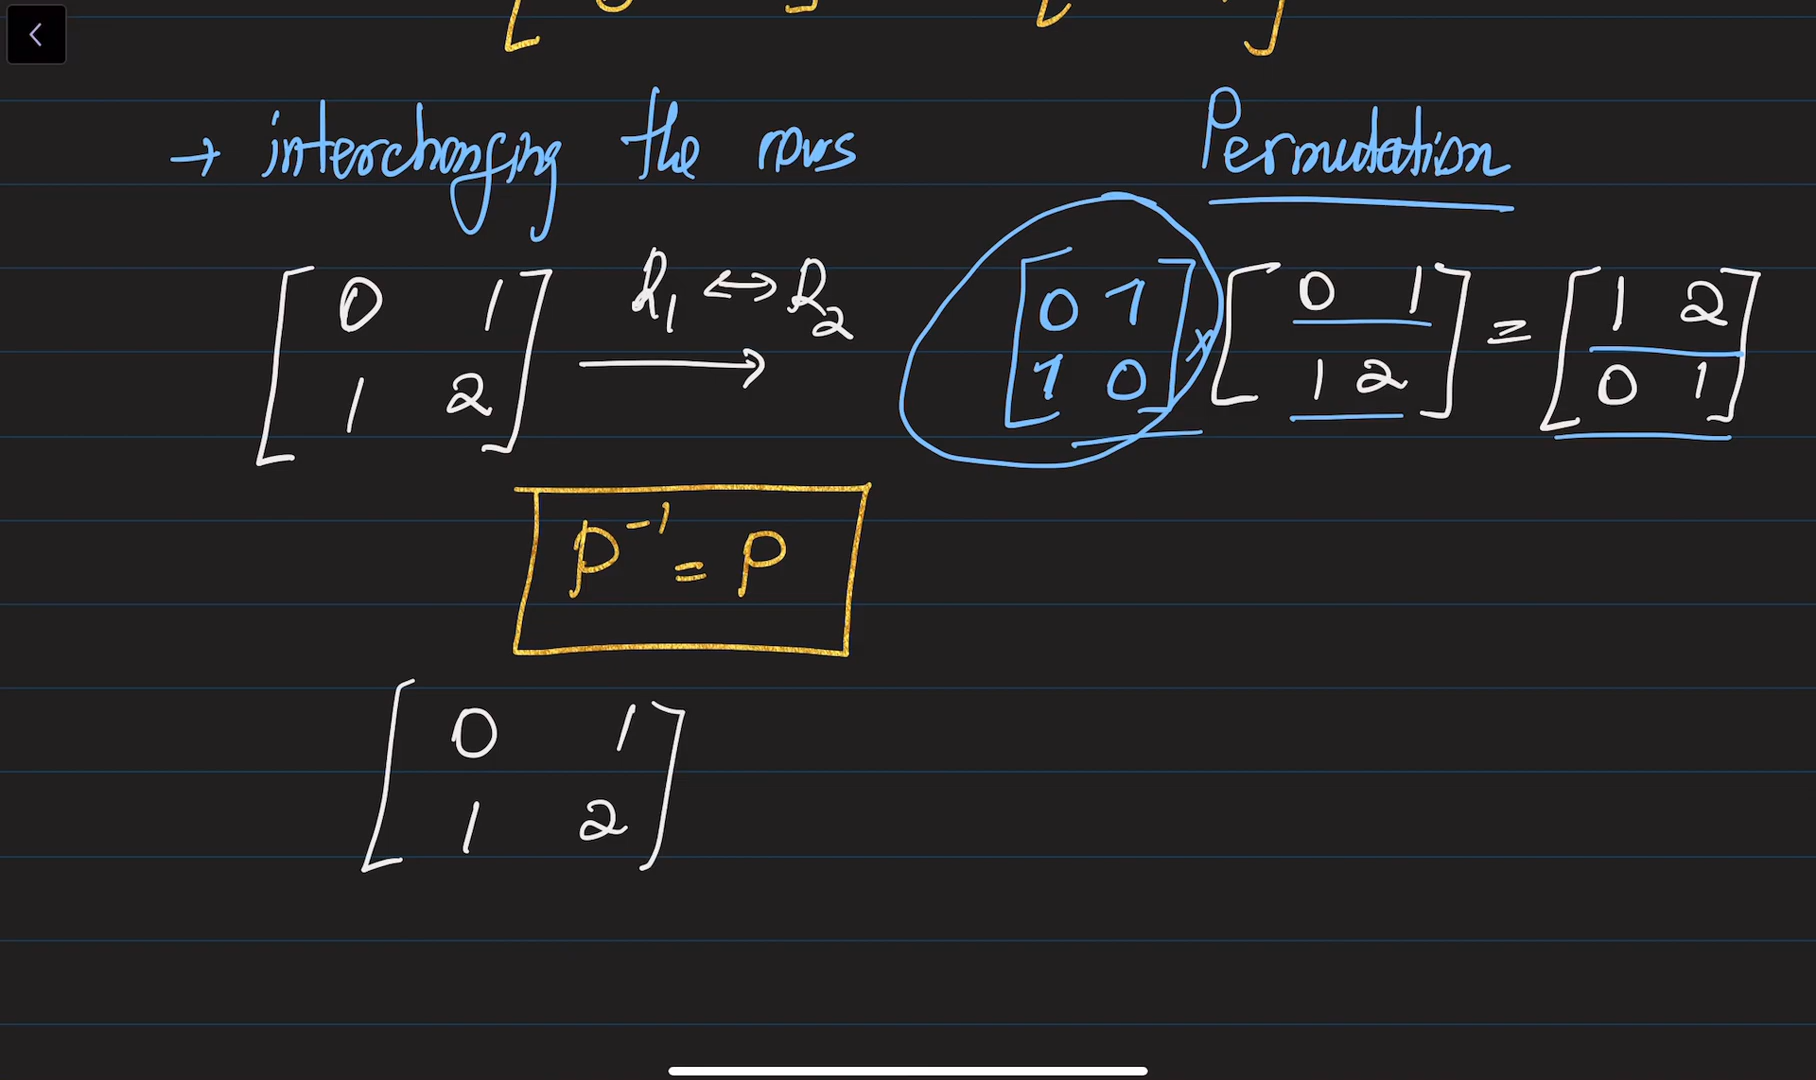 → interchanging the rows Permutation
[0 1; 1 2] R₁ ↔ R₂ → [0 1; 1 0] × [0 1; 1 2] = [1 2; 0 1]
P⁻¹ = P
[0 1; 1 2]